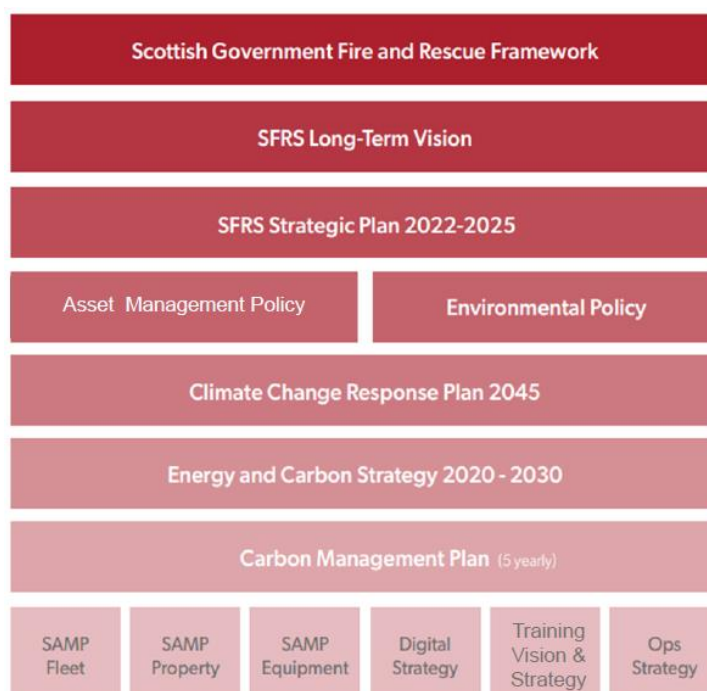 Scottish Government Fire and Rescue Framework
SFRS Long-Term Vision
SFRS Strategic Plan 2022-2025
Asset Management Policy
Environmental Policy
Climate Change Response Plan 2045
Energy and Carbon Strategy 2020 - 2030
Carbon Management Plan (5 yearly)
SAMP
Fleet
SAMP
Property
SAMP
Equipment
Digital
Strategy
Training
Vision &
Strategy
Ops
Strategy